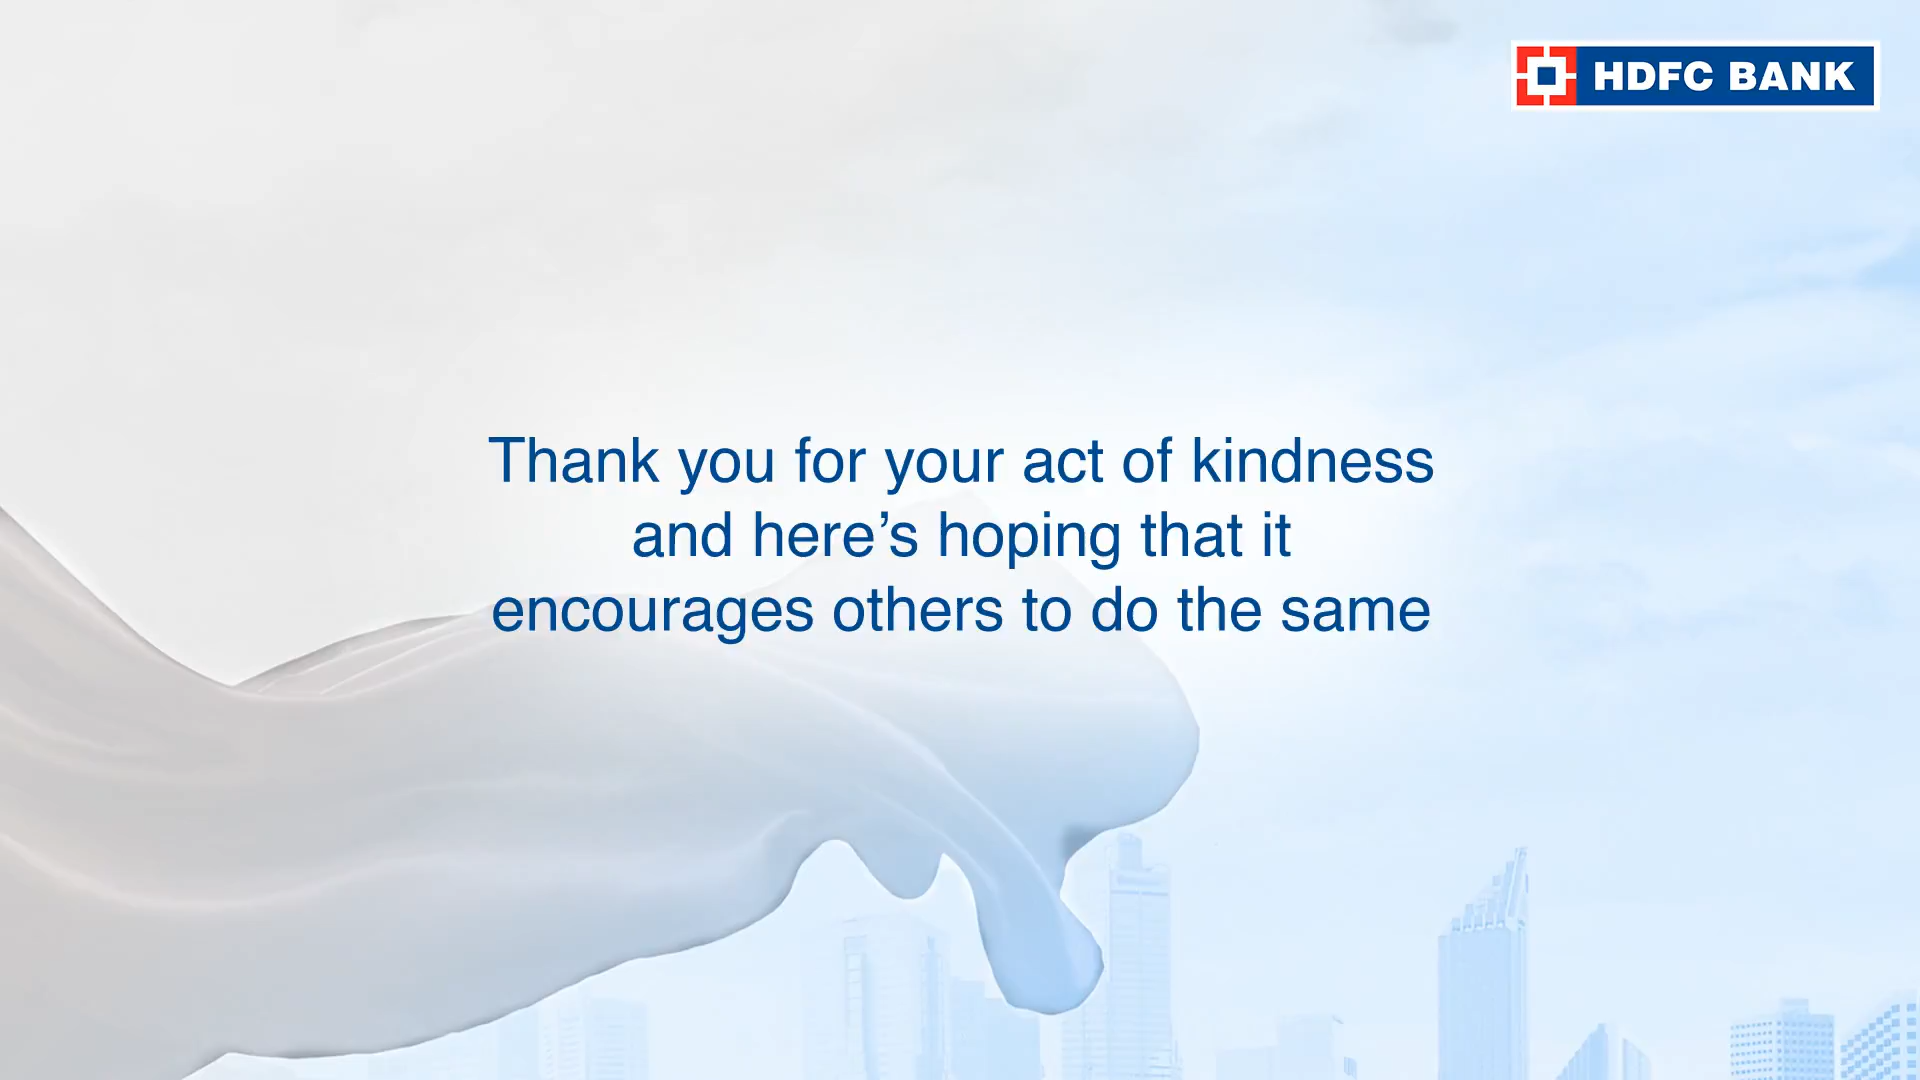 HDFC BANK
Thank you for your act of kindness
and here’s hoping that it
encourages others to do the same